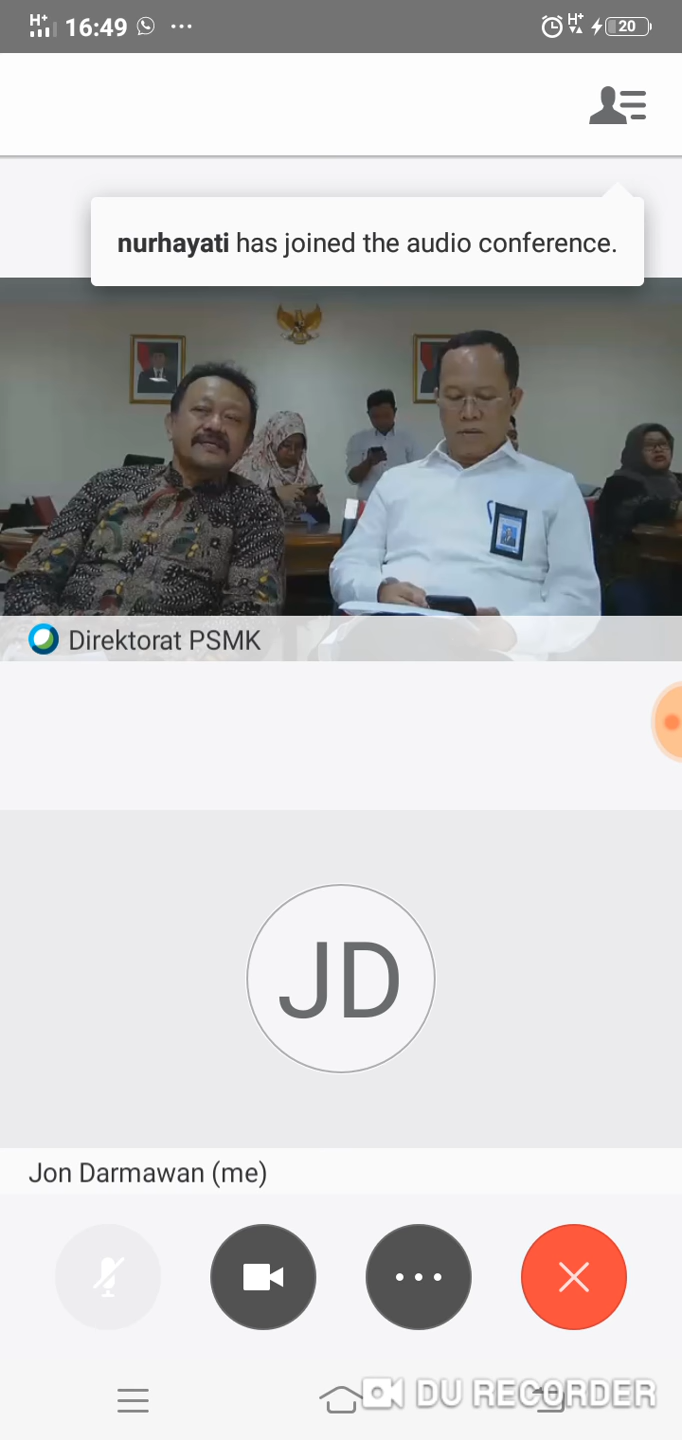 H+ 16:49 ... H+ 20
nurhayati has joined the audio conference.
Direktorat PSMK
JD
Jon Darmawan (me)
DU RECORDER